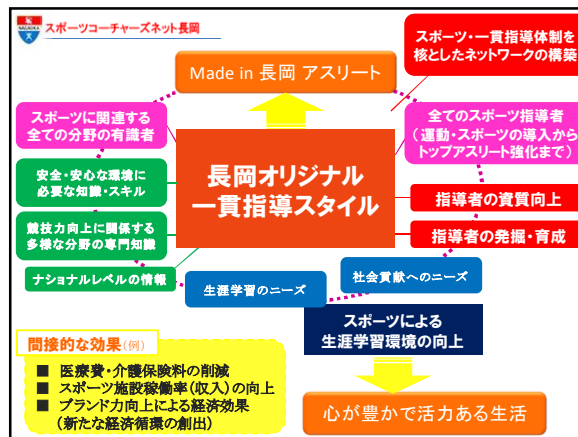 NAGAOKA
スポーツコーチャーズネット長岡
スポーツ・一貫指導体制を
核としたネットワークの構築
Made in 長岡 アスリート
スポーツに関連する
全ての分野の有識者
全てのスポーツ指導者
(運動・スポーツの導入から
トップアスリート強化まで)
安全・安心な環境に
必要な知識・スキル
長岡オリジナル
一貫指導スタイル
指導者の資質向上
競技力向上に関係する
多様な分野の専門知識
指導者の発掘・育成
ナショナルレベルの情報
生涯学習のニーズ
社会貢献へのニーズ
スポーツによる
生涯学習環境の向上
間接的な効果(例)
■ 医療費・介護保険料の削減
■ スポーツ施設稼働率(収入)の向上
■ ブランド力向上による経済効果
(新たな経済循環の創出)
心が豊かで活力ある生活